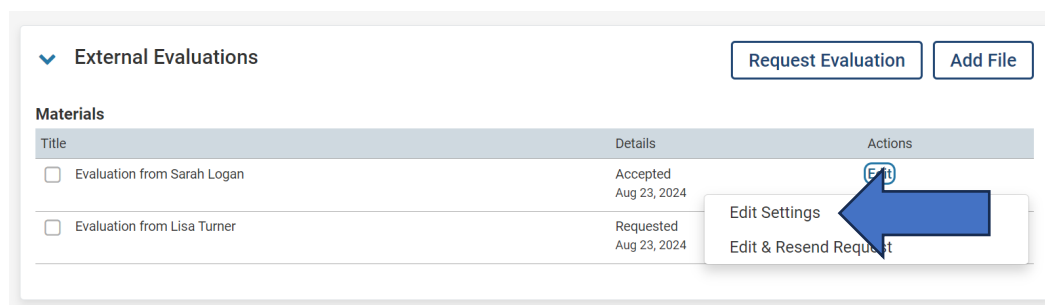 External Evaluations
Request Evaluation
Add File
Materials
Title Details Actions
Evaluation from Sarah Logan Accepted Edit
Aug 23, 2024
Edit Settings
Evaluation from Lisa Turner Requested
Aug 23, 2024
Edit & Resend Request